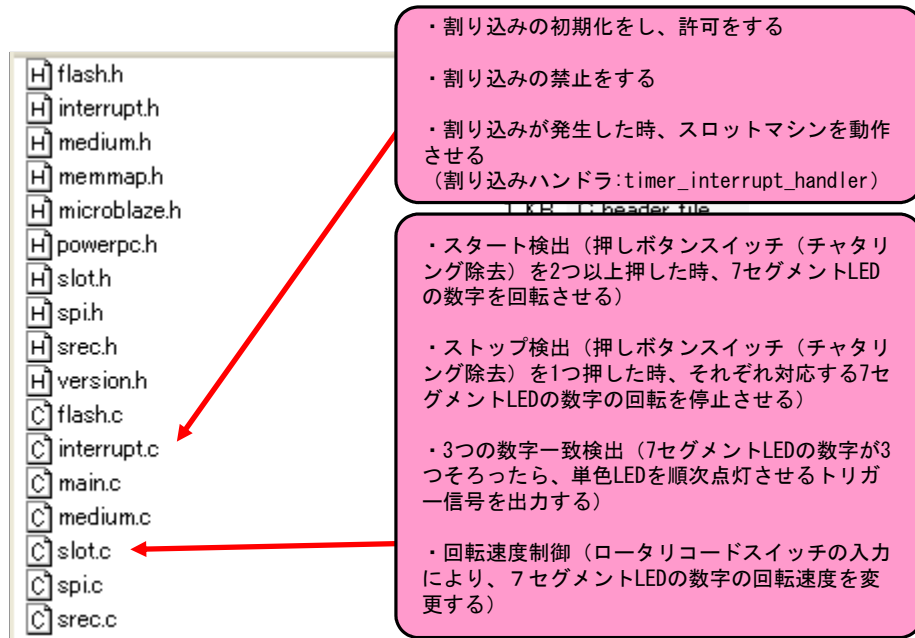 flash.h
interrupt.h
medium.h
memmap.h
microblaze.h
powerpc.h
slot.h
spi.h
srec.h
version.h
flash.c
interrupt.c
main.c
medium.c
slot.c
spi.c
srec.c
・割り込みの初期化をし、許可をする
・割り込みの禁止をする
・割り込みが発生した時、スロットマシンを動作
させる
（割り込みハンドラ:timer_interrupt_handler）
KB C header file
・スタート検出（押しボタンスイッチ（チャタリ
ング除去）を2つ以上押した時、7セグメントLED
の数字を回転させる）
・ストップ検出（押しボタンスイッチ（チャタリ
ング除去）を1つ押した時、それぞれ対応する7セ
グメントLEDの数字の回転を停止させる）
・3つの数字一致検出（7セグメントLEDの数字が3
つそろったら、単色LEDを順次点灯させるトリガ
ー信号を出力する）
・回転速度制御（ロータリコードスイッチの入力
により、７セグメントLEDの数字の回転速度を変
更する）